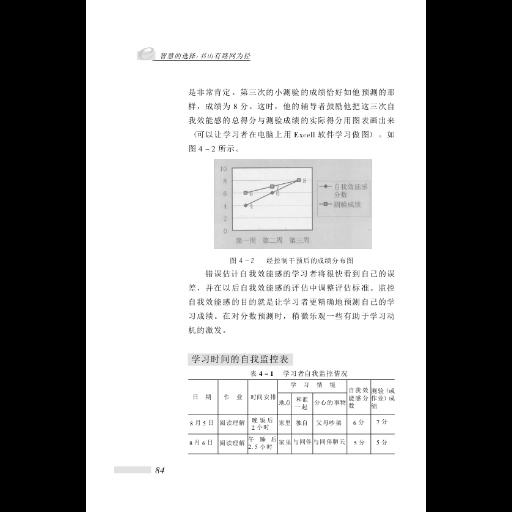 智慧的选择：书山有路网为径
是非常肯定。第三次的小测验的成绩恰好如他预测的那
样，成绩为 8 分。这时，他的辅导者鼓励他把这三次自
我效能感的总得分与测验成绩的实际得分用图表画出来
（可以让学习者在电脑上用 Excell 软件学习做图）。如
图 4－2 所示。
10
8
6
4
2
0
第一周 第二周 第三周
自我效能感
分数
测验成绩
图 4－2 经控制干预后的成绩分布图
错误估计自我效能感的学习者将很快看到自己的误
差，并在以后自我效能感的评估中调整评估标准。监控
自我效能感的目的就是让学习者更精确地预测自己的学
习成绩。在对分数预测时，稍微乐观一些有助于学习动
机的激发。
学习时间的自我监控表
表 4－1 学习者自我监控情况
日 期 作 业 时间安排 学 习 情 境 自我效能感分数 测验（或作业）成绩
地点 和谁一起 分心的事物
8月5日 阅读理解 晚饭后2小时 家里 独自 父母吵架 6分 7分
8月6日 阅读理解 午睡后2.5小时 家里 与同伴 与同伴聊天 5分 5分
84